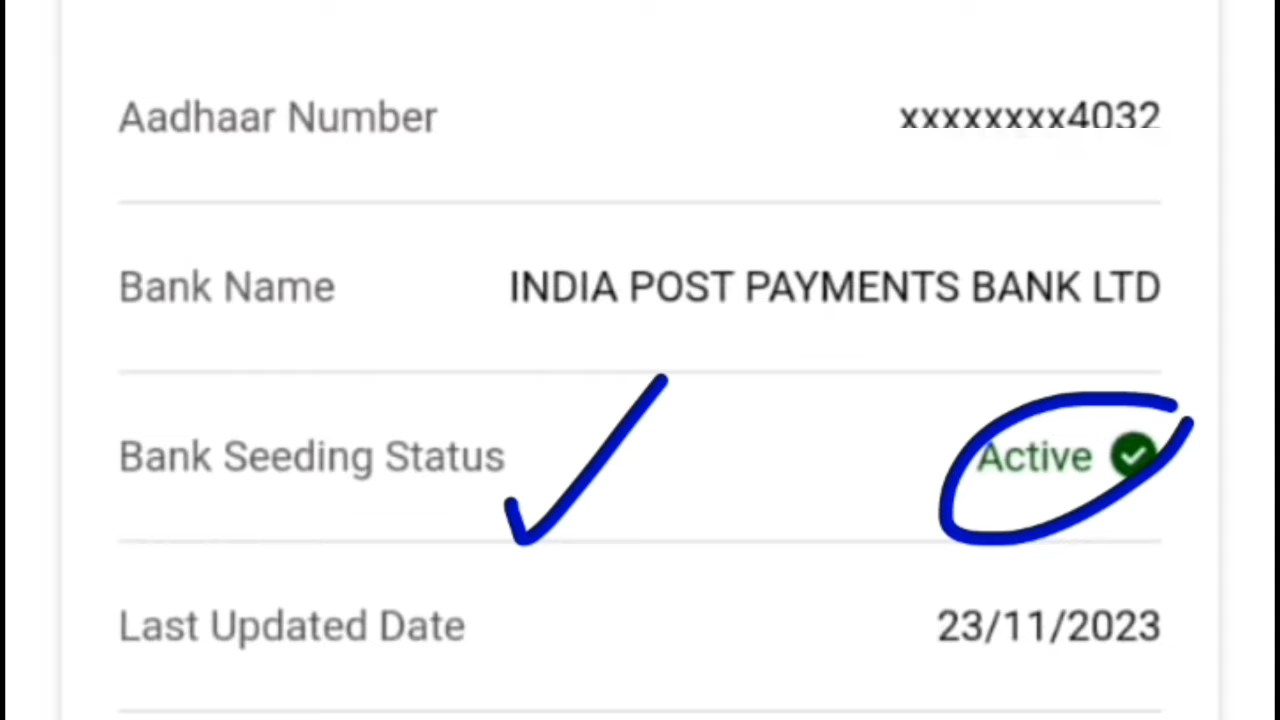 Aadhaar Number xxxxxxxx4032
Bank Name INDIA POST PAYMENTS BANK LTD
Bank Seeding Status Active
Last Updated Date 23/11/2023